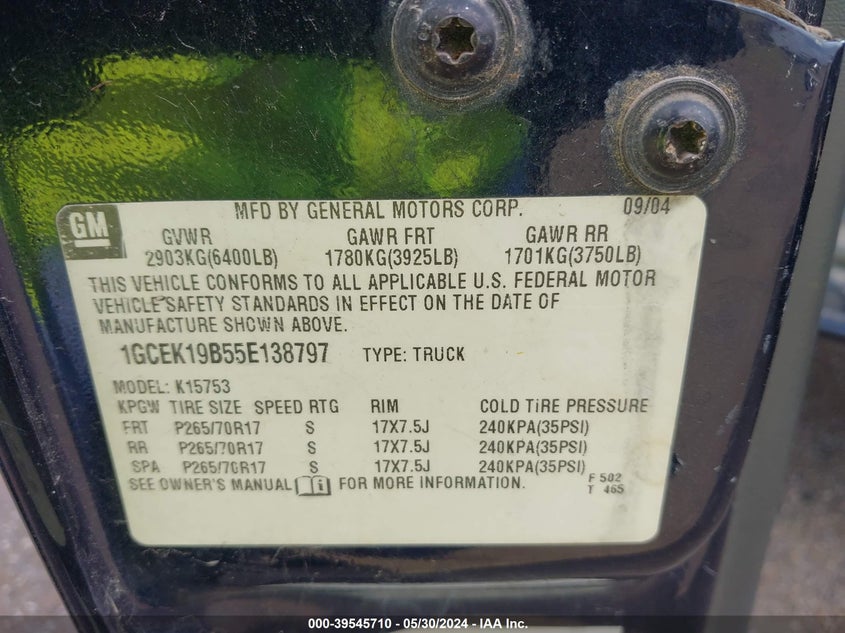 GM
MFD BY GENERAL MOTORS CORP. 09/04
GVWR GAWR FRT GAWR RR
2903KG(6400LB) 1780KG(3925LB) 1701KG(3750LB)
THIS VEHICLE CONFORMS TO ALL APPLICABLE U.S. FEDERAL MOTOR
VEHICLE SAFETY STANDARDS IN EFFECT ON THE DATE OF
MANUFACTURE SHOWN ABOVE.
1GCEK19B55E138797 TYPE: TRUCK
MODEL: K15753
KPGW TIRE SIZE SPEED RTG RIM COLD TIRE PRESSURE
FRT P265/70R17 S 17X7.5J 240KPA(35PSI)
RR P265/70R17 S 17X7.5J 240KPA(35PSI)
SPA P265/70R17 S 17X7.5J 240KPA(35PSI)
SEE OWNER'S MANUAL FOR MORE INFORMATION.
F 502
T 465
000-39545710 - 05/30/2024 - IAA Inc.